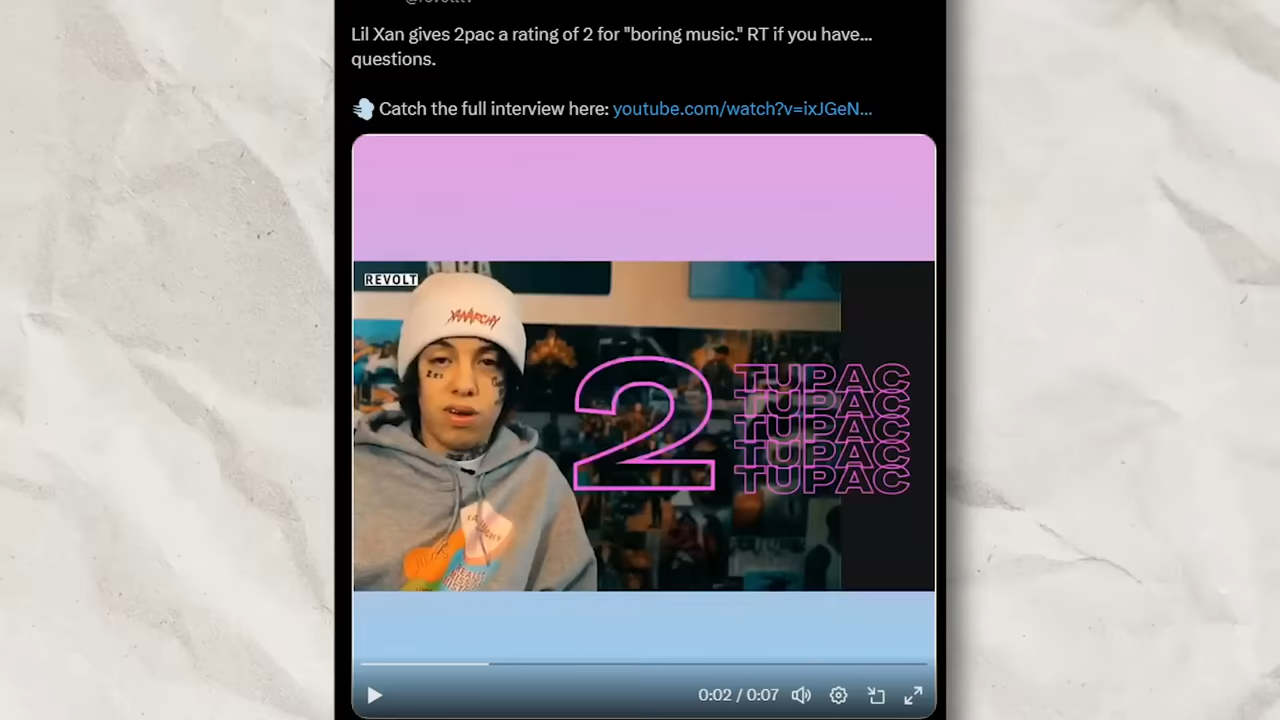 Lil Xan gives 2pac a rating of 2 for "boring music." RT if you have...
questions.
💨 Catch the full interview here: youtube.com/watch?v=ixJGeN...
REVOLT
XANARCHY
2
TUPAC
TUPAC
TUPAC
TUPAC
TUPAC
0:02 / 0:07